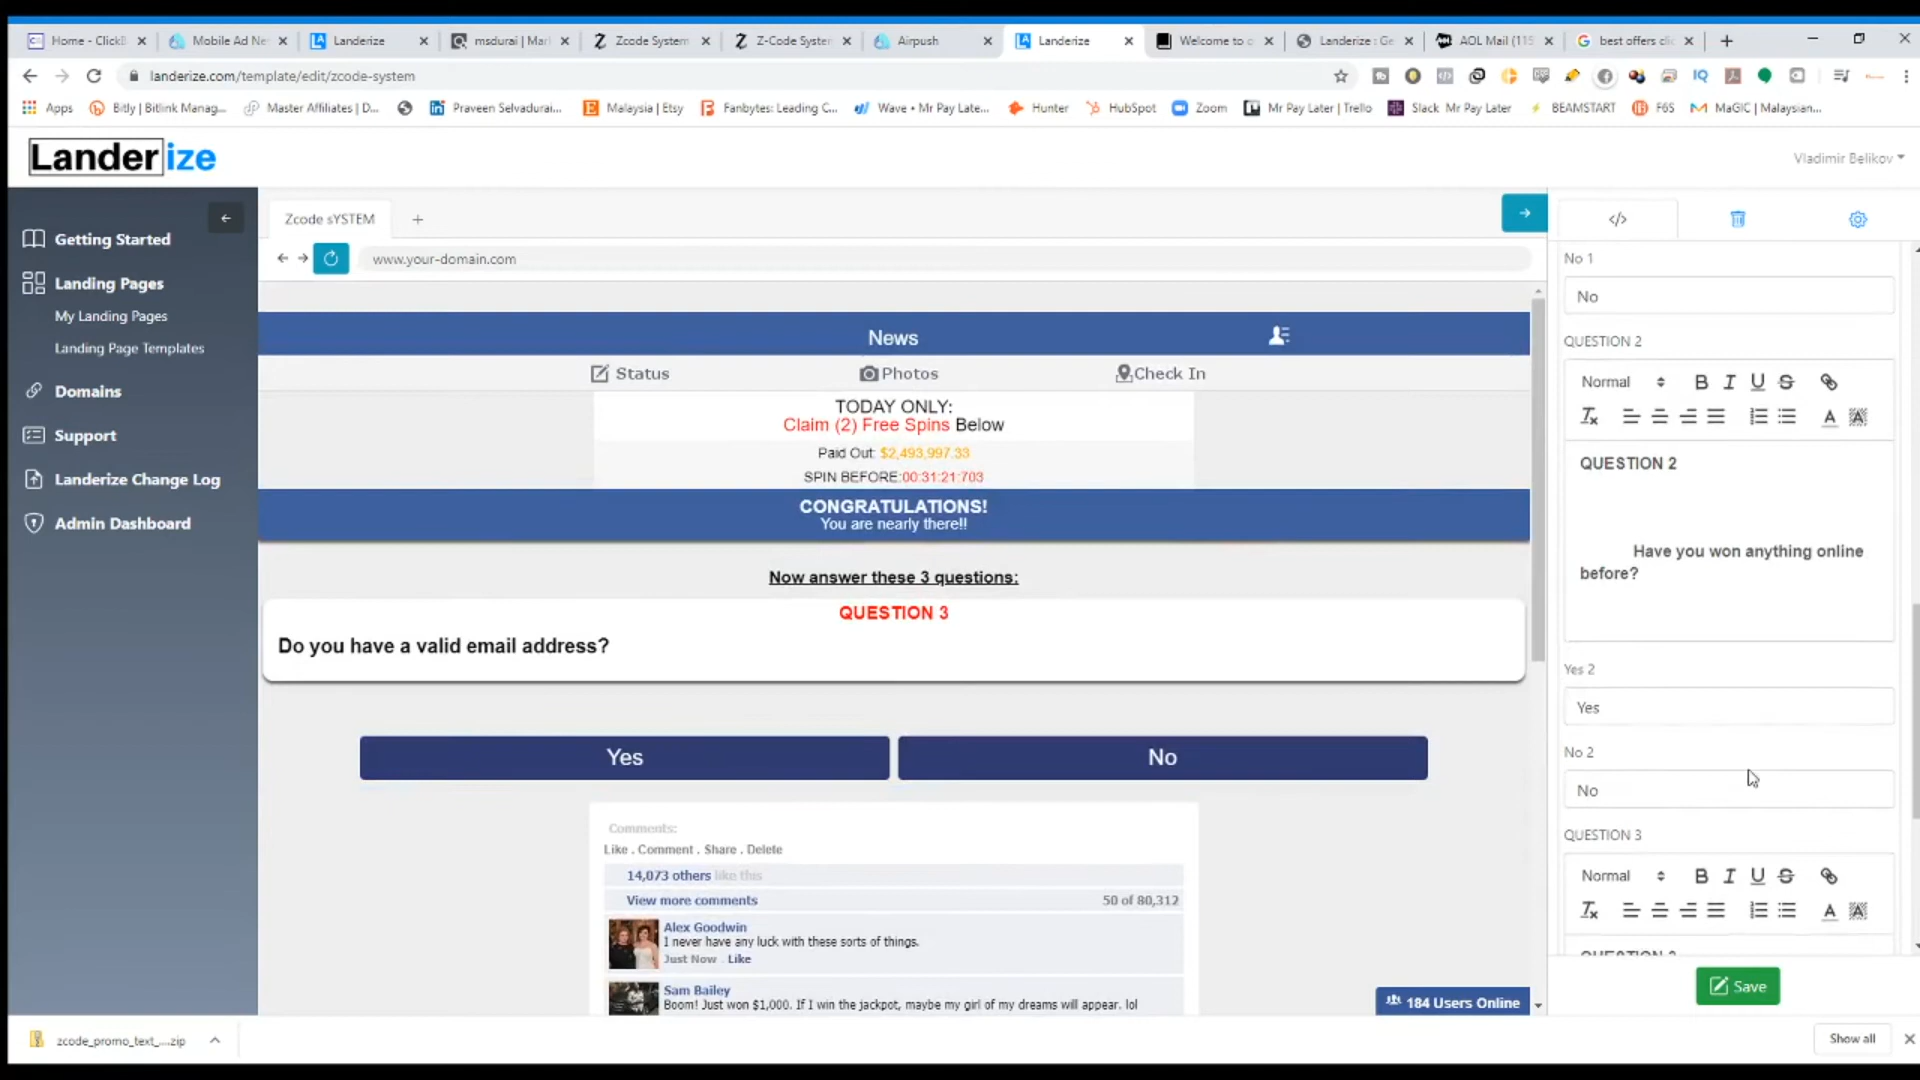 Home - ClickB
Mobile Ad Ne
Landerize
msdurai | Mar
Zcode System
Z-Code Syste
Airpush
Landerize
Welcome to c
Landerize : Ge
AOL Mail (115
best offers cli
landerize.com/template/edit/zcode-system
Apps
Bitly | Bitlink Manag...
Master Affiliates | D...
Praveen Selvadurai...
Malaysia | Etsy
Fanbytes: Leading C...
Wave • Mr Pay Late...
Hunter
HubSpot
Zoom
Mr Pay Later | Trello
Slack Mr Pay Later
BEAMSTART
F6S
MaGIC | Malaysian...
Landerize
Vladimir Belikov
Getting Started
Landing Pages
My Landing Pages
Landing Page Templates
Domains
Support
Landerize Change Log
Admin Dashboard
Zcode sYSTEM
www.your-domain.com
News
Status
Photos
Check In
TODAY ONLY:
Claim (2) Free Spins Below
Paid Out: $2,493,997.33
SPIN BEFORE:00:31:21:703
CONGRATULATIONS!
You are nearly there!!
Now answer these 3 questions:
QUESTION 3
Do you have a valid email address?
Yes
No
Comments:
Like . Comment . Share . Delete
14,073 others like this
View more comments
50 of 80,312
Alex Goodwin
I never have any luck with these sorts of things.
Just Now . Like
Sam Bailey
Boom! Just won $1,000. If I win the jackpot, maybe my girl of my dreams will appear. lol
184 Users Online
</>
No 1
No
QUESTION 2
Normal
B I U S
QUESTION 2
Have you won anything online
before?
Yes 2
Yes
No 2
No
QUESTION 3
Normal
B I U S
Save
zcode_promo_text_....zip
Show all